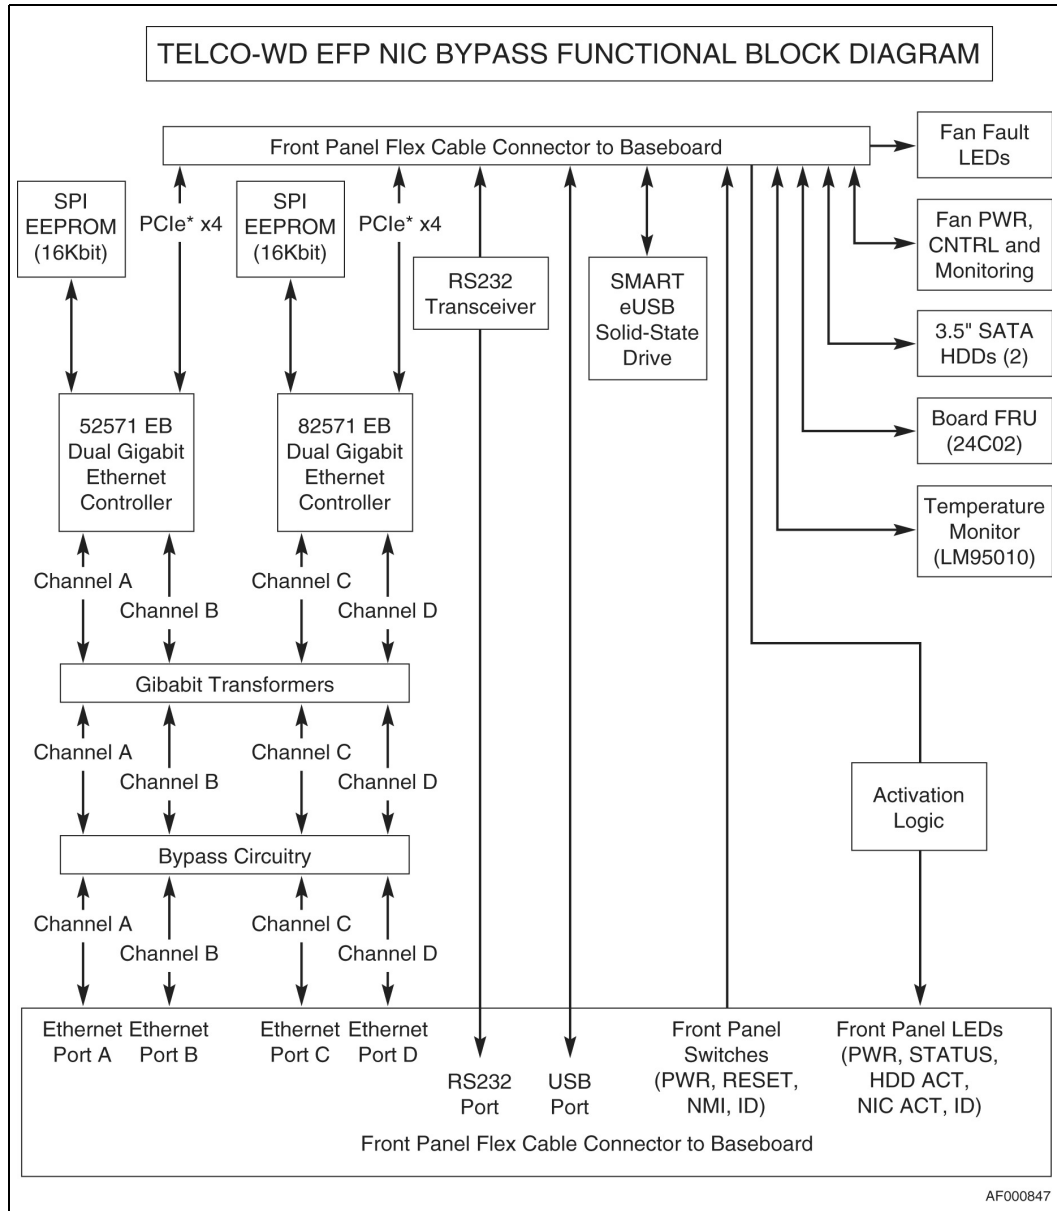 TELCO-WD EFP NIC BYPASS FUNCTIONAL BLOCK DIAGRAM
Front Panel Flex Cable Connector to Baseboard
Fan Fault
LEDs
SPI
EEPROM
(16Kbit)
PCIe* x4
SPI
EEPROM
(16Kbit)
PCIe* x4
RS232
Transceiver
SMART
eUSB
Solid-State
Drive
Fan PWR,
CNTRL and
Monitoring
3.5" SATA
HDDs (2)
Board FRU
(24C02)
Temperature
Monitor
(LM95010)
52571 EB
Dual Gigabit
Ethernet
Controller
82571 EB
Dual Gigabit
Ethernet
Controller
Channel A
Channel B
Channel C
Channel D
Gibabit Transformers
Channel A
Channel B
Channel C
Channel D
Activation
Logic
Bypass Circuitry
Channel A
Channel B
Channel C
Channel D
Ethernet
Port A
Ethernet
Port B
Ethernet
Port C
Ethernet
Port D
RS232
Port
USB
Port
Front Panel
Switches
(PWR, RESET,
NMI, ID)
Front Panel LEDs
(PWR, STATUS,
HDD ACT,
NIC ACT, ID)
Front Panel Flex Cable Connector to Baseboard
AF000847